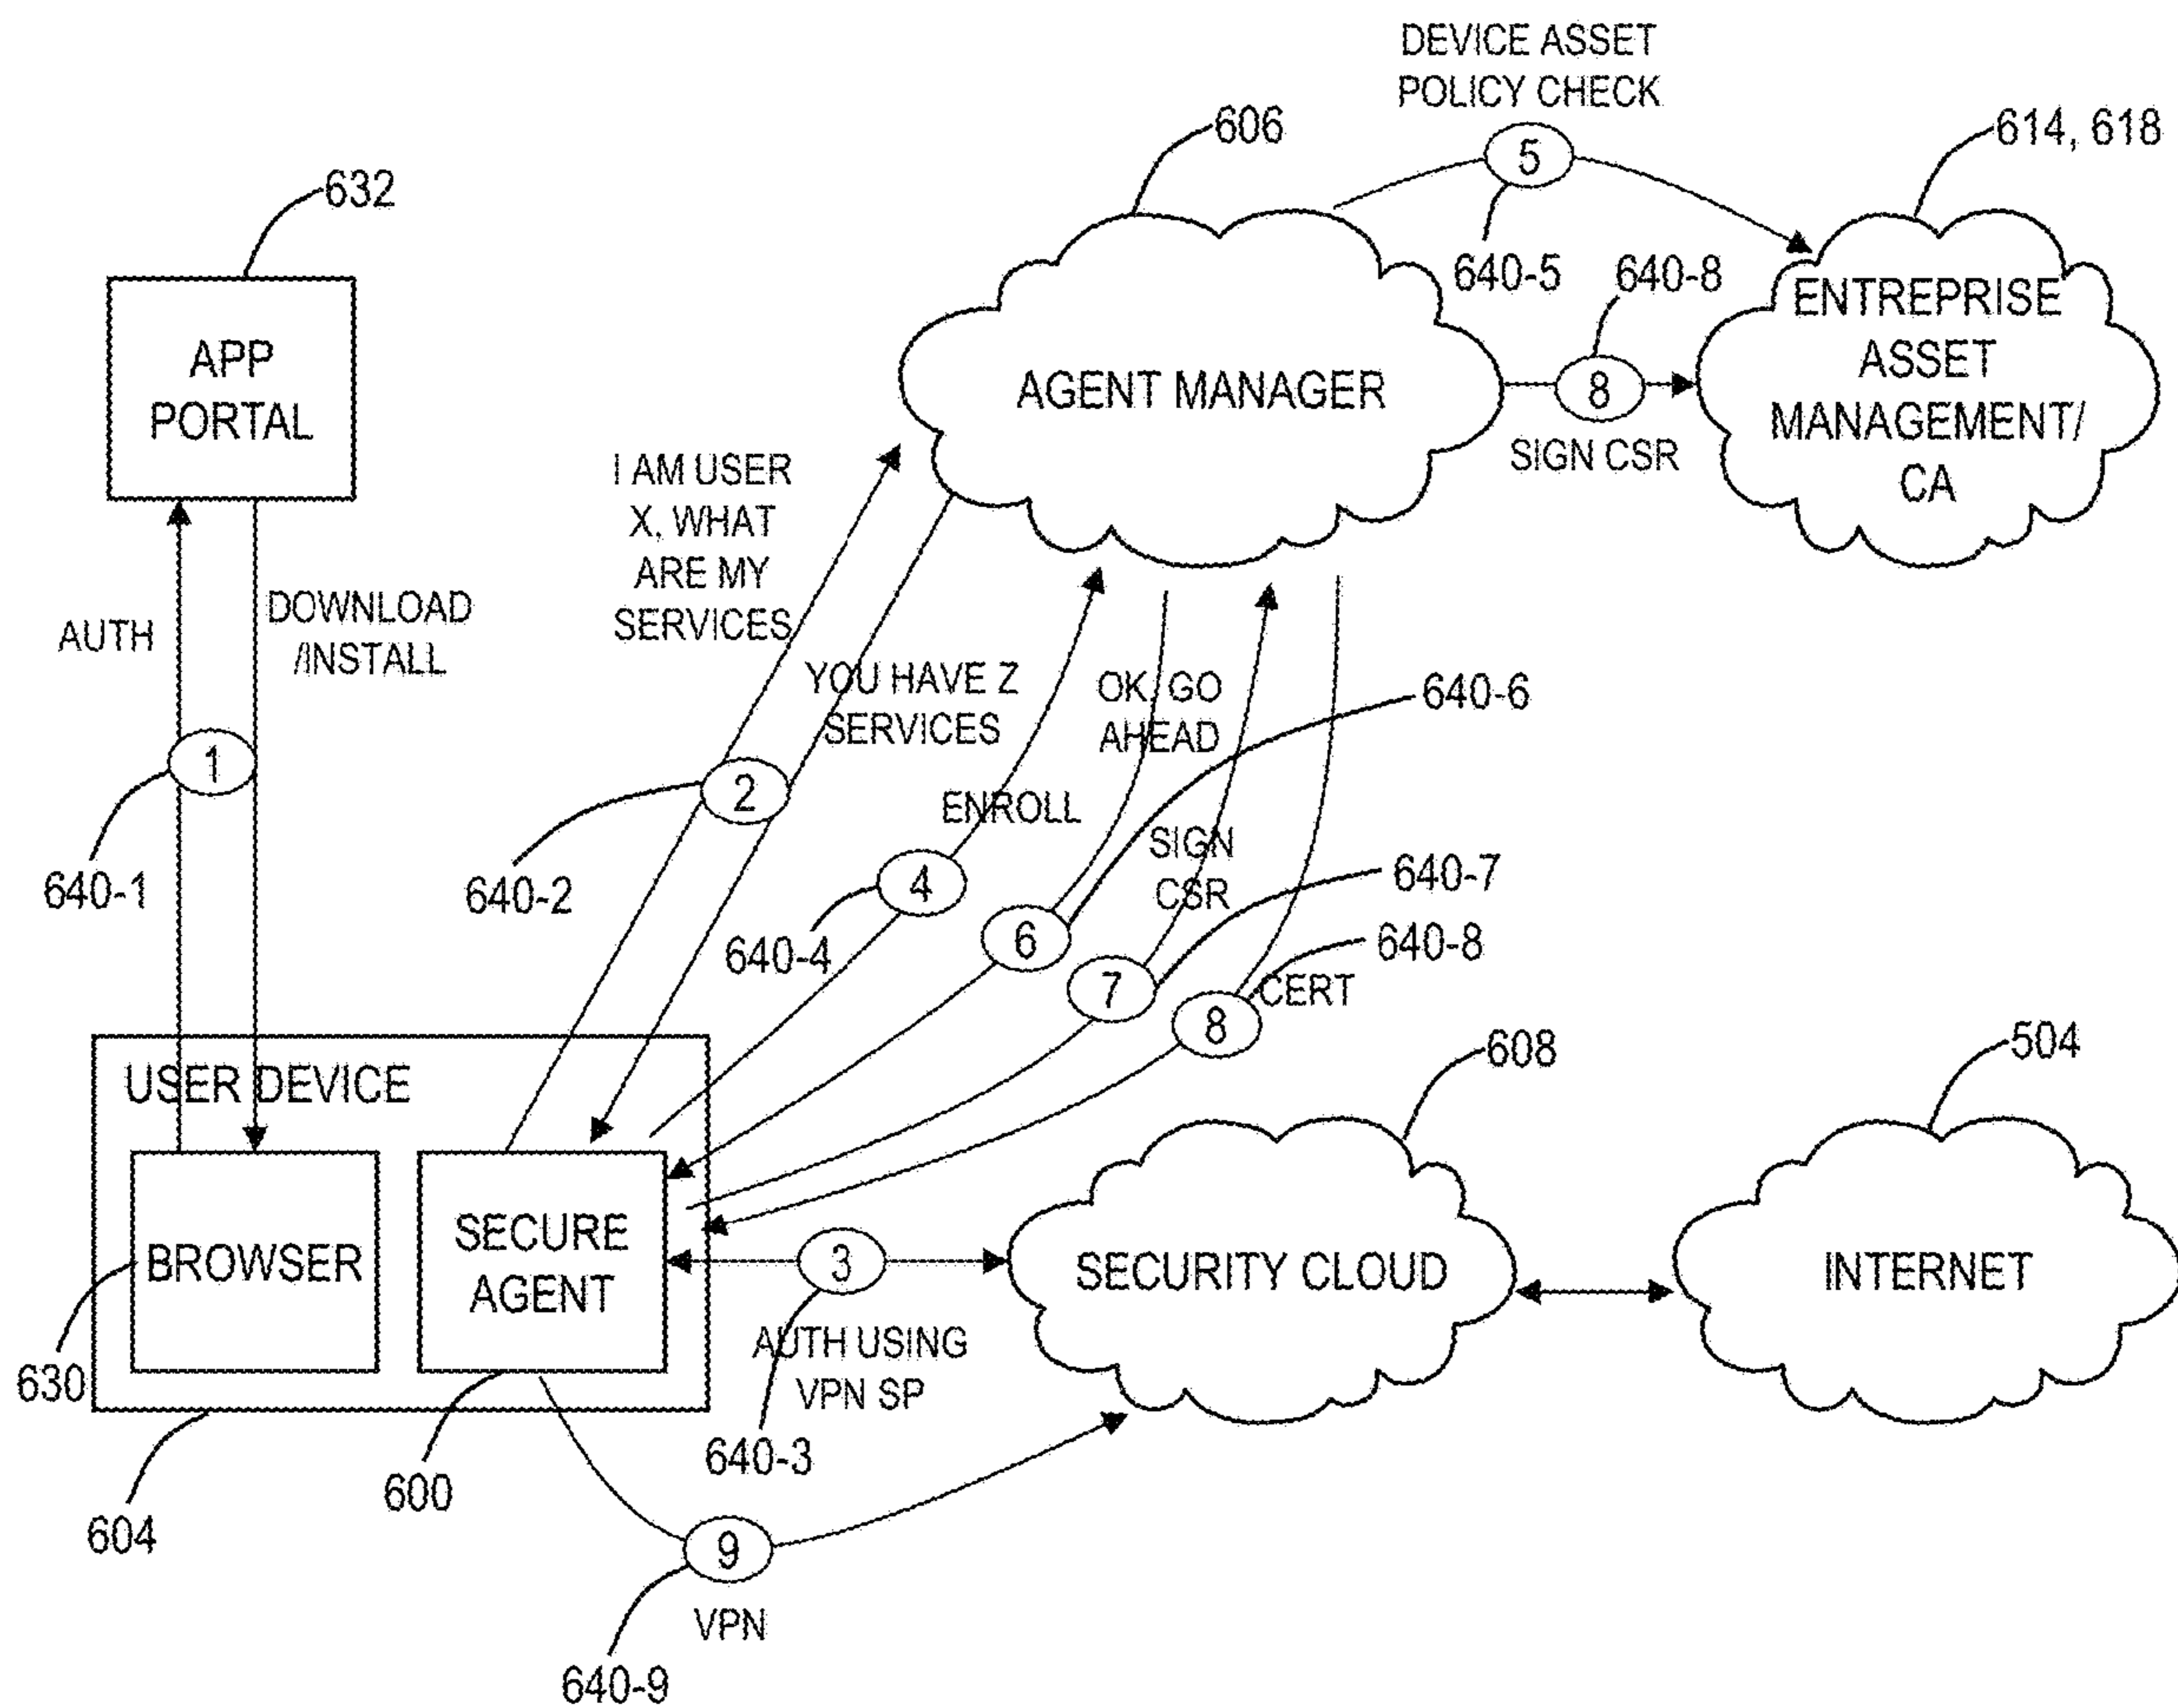 DEVICE ASSET
POLICY CHECK
606
5
614, 618
632
640-5
640-8
APP
PORTAL
AGENT MANAGER
8
SIGN CSR
ENTREPRISE
ASSET
MANAGEMENT/
CA
I AM USER
X, WHAT
ARE MY
SERVICES
AUTH
DOWNLOAD
/INSTALL
YOU HAVE Z
SERVICES
OK, GO
AHEAD
640-6
1
2
ENROLL
SIGN
CSR
640-1
640-2
4
640-7
640-4
6
640-8
7
CERT
8
USER DEVICE
608
504
BROWSER
SECURE
AGENT
3
SECURITY CLOUD
INTERNET
AUTH USING
VPN SP
630
640-3
600
604
9
VPN
640-9